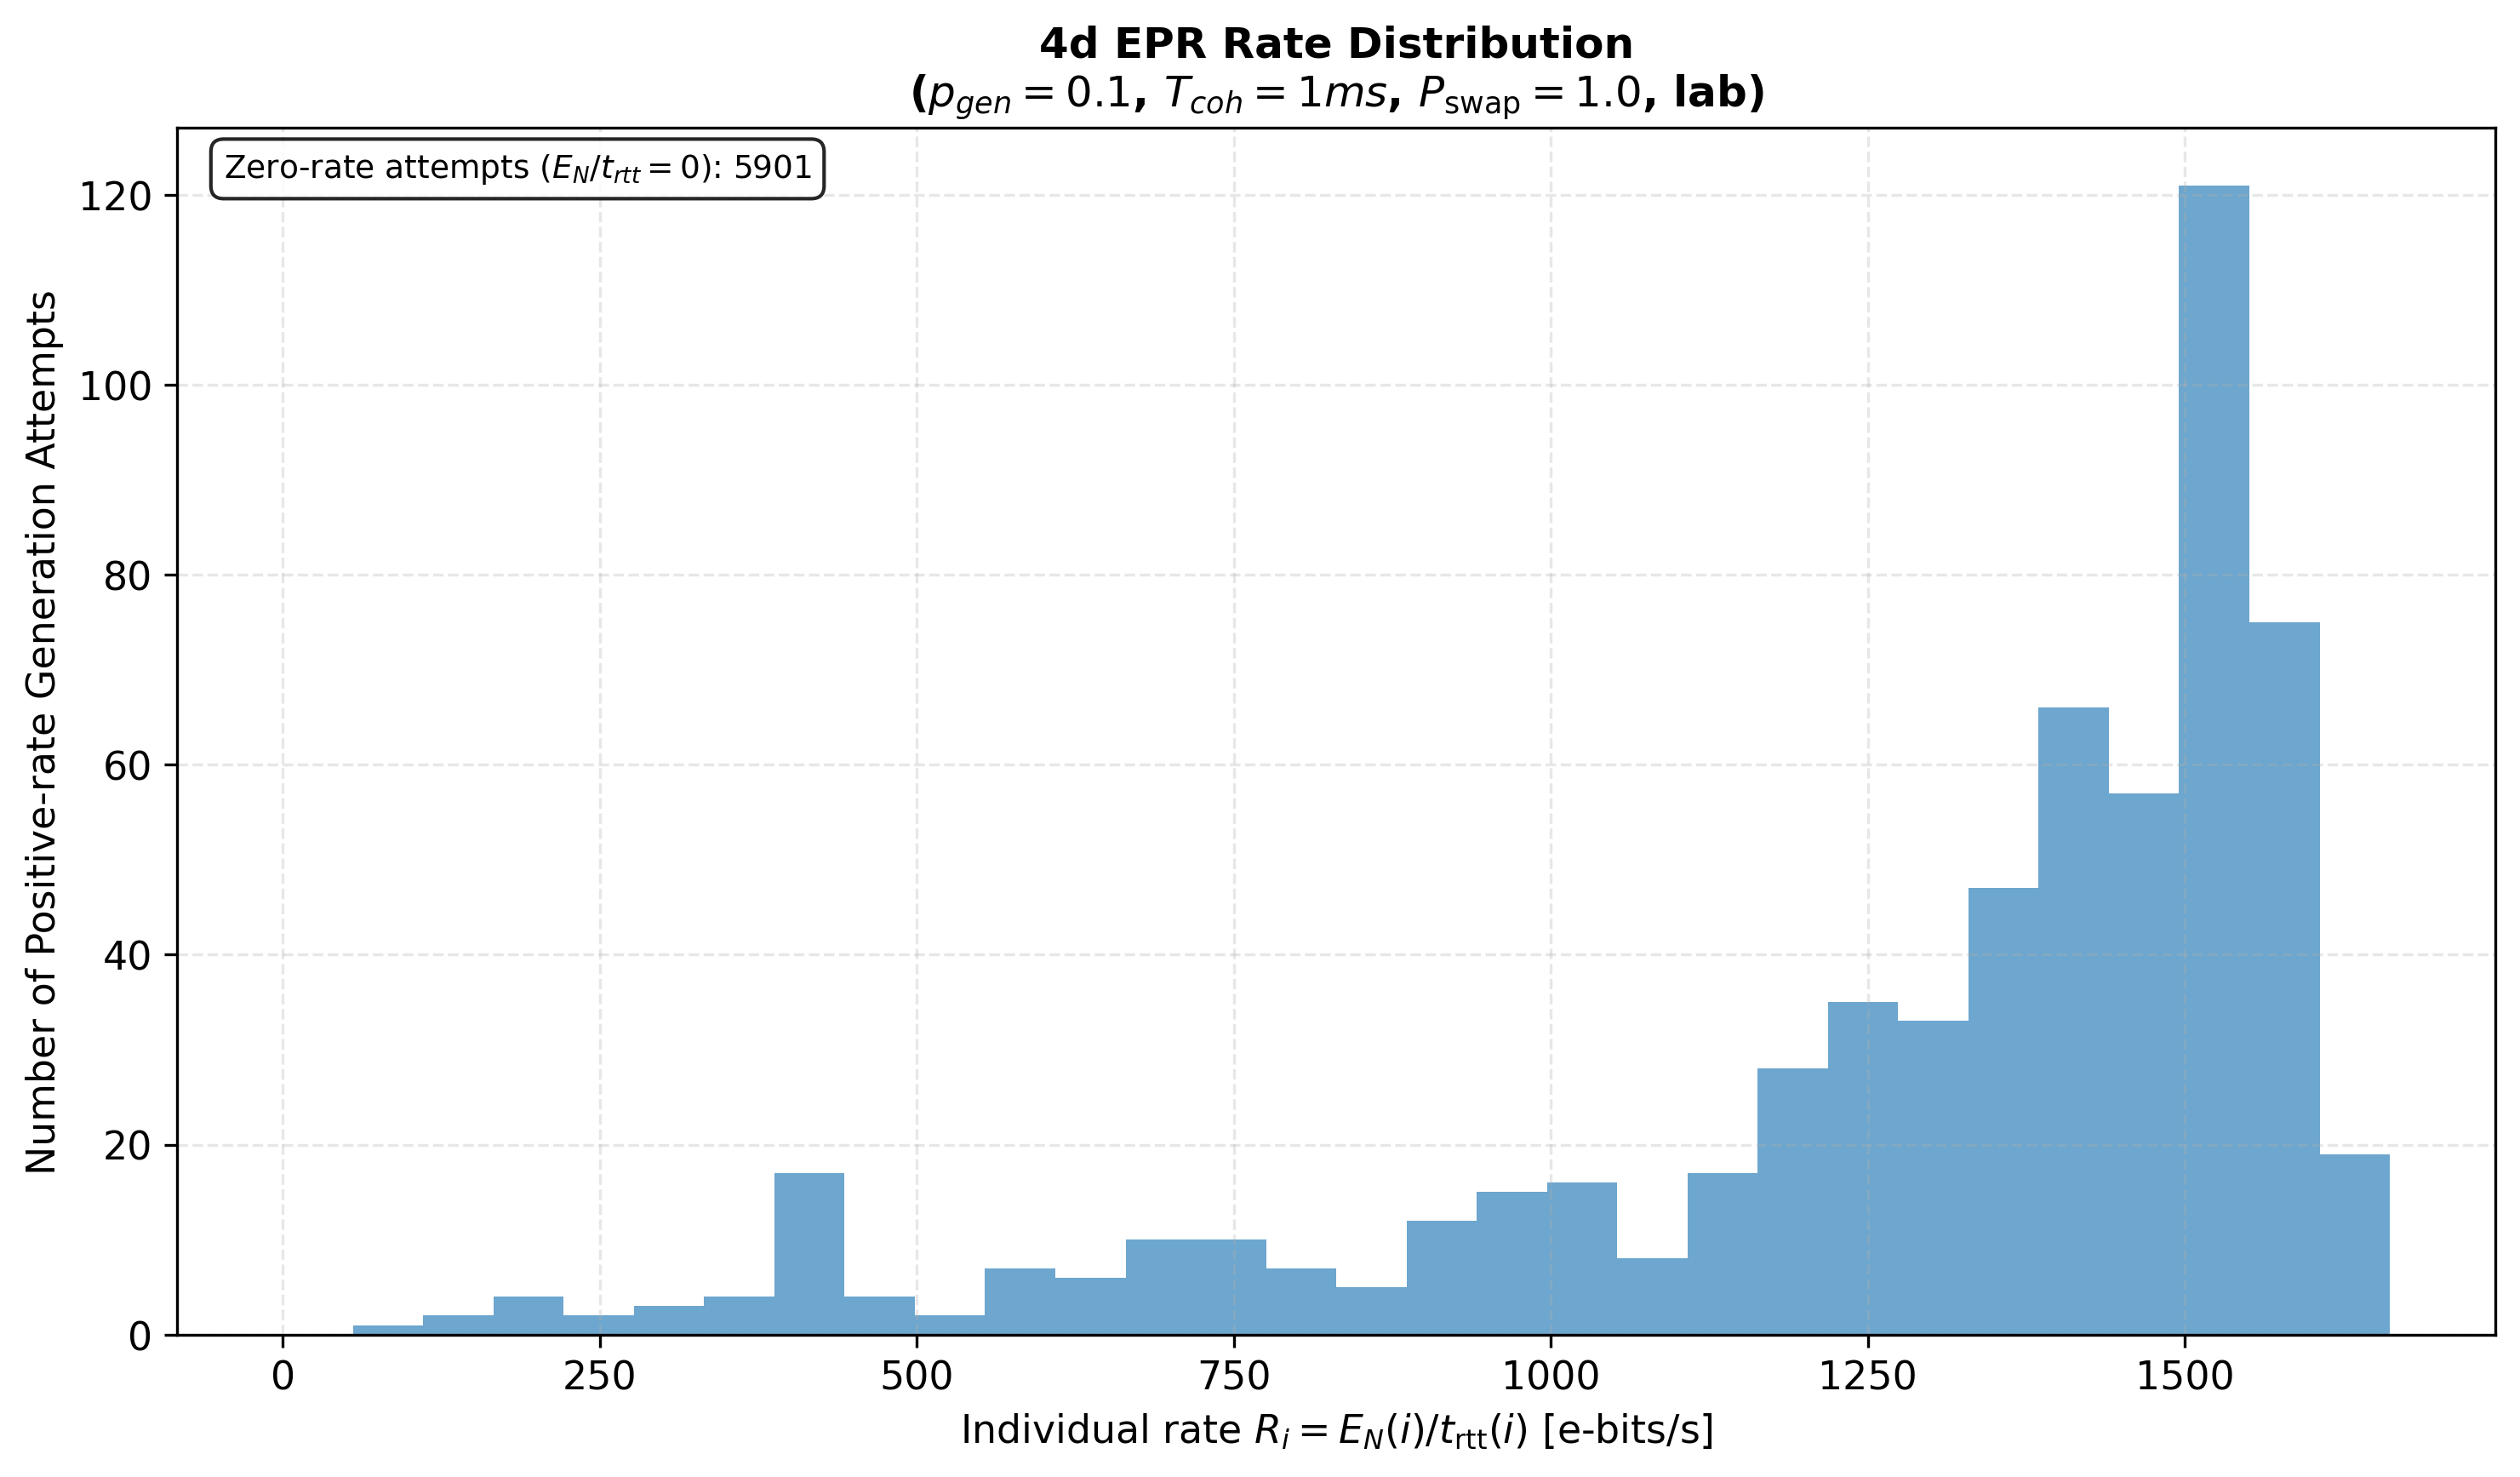 4d EPR Rate Distribution
(p_gen = 0.1, T_coh = 1ms, P_swap = 1.0, lab)
Zero-rate attempts (E_N/t_rtt = 0): 5901
Number of Positive-rate Generation Attempts
120
100
80
60
40
20
0
0 250 500 750 1000 1250 1500
Individual rate R_i = E_N(i)/t_rtt(i) [e-bits/s]